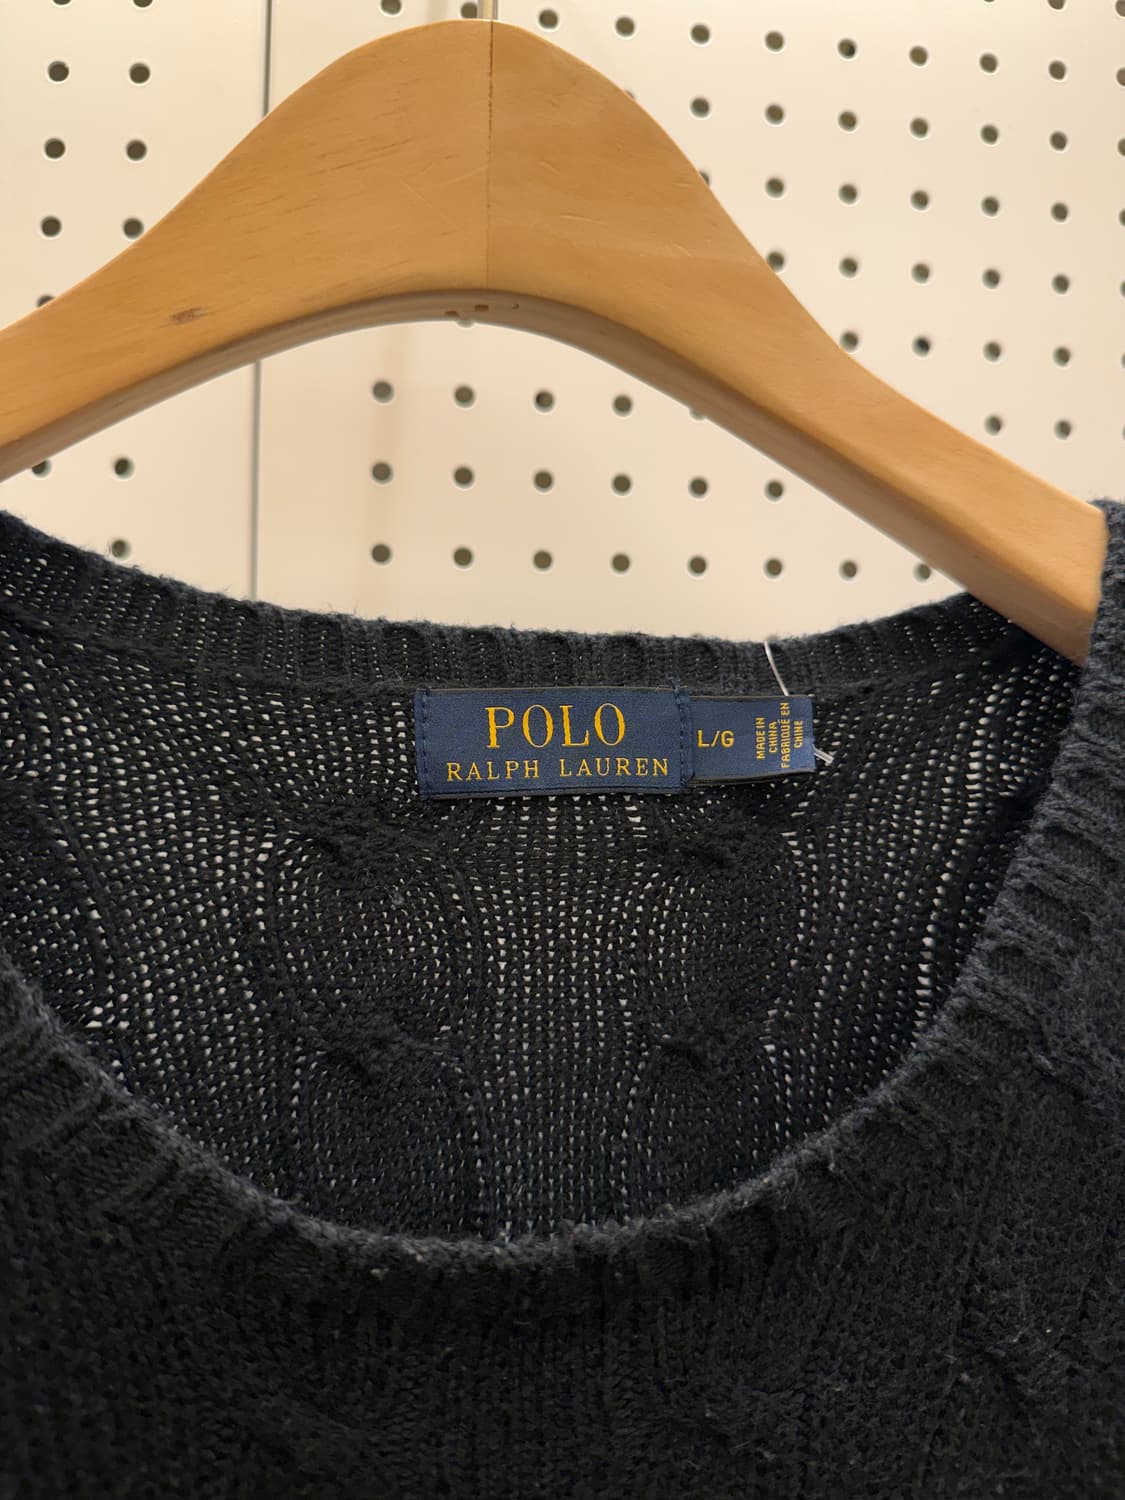 POLO
RALPH LAUREN
L/G
MADE IN
CHINA
FABRIQUÉ EN
CHINE